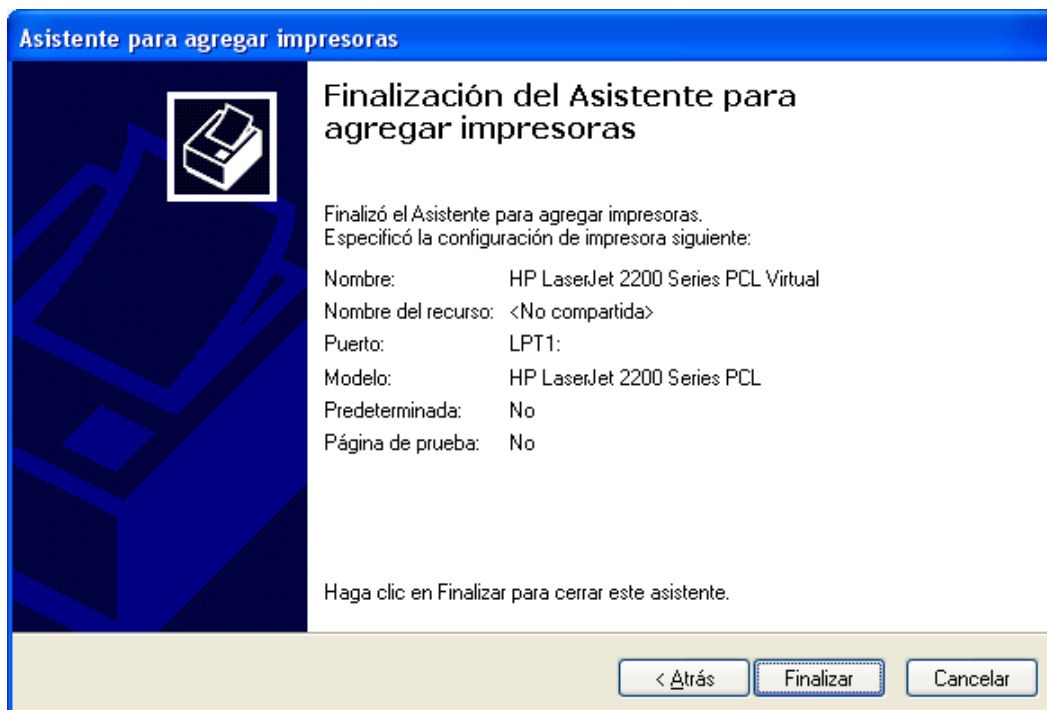 Asistente para agregar impresoras
Finalización del Asistente para
agregar impresoras
Finalizó el Asistente para agregar impresoras.
Especificó la configuración de impresora siguiente:
Nombre: HP LaserJet 2200 Series PCL Virtual
Nombre del recurso: <No compartida>
Puerto: LPT1:
Modelo: HP LaserJet 2200 Series PCL
Predeterminada: No
Página de prueba: No
Haga clic en Finalizar para cerrar este asistente.
< Atrás Finalizar Cancelar